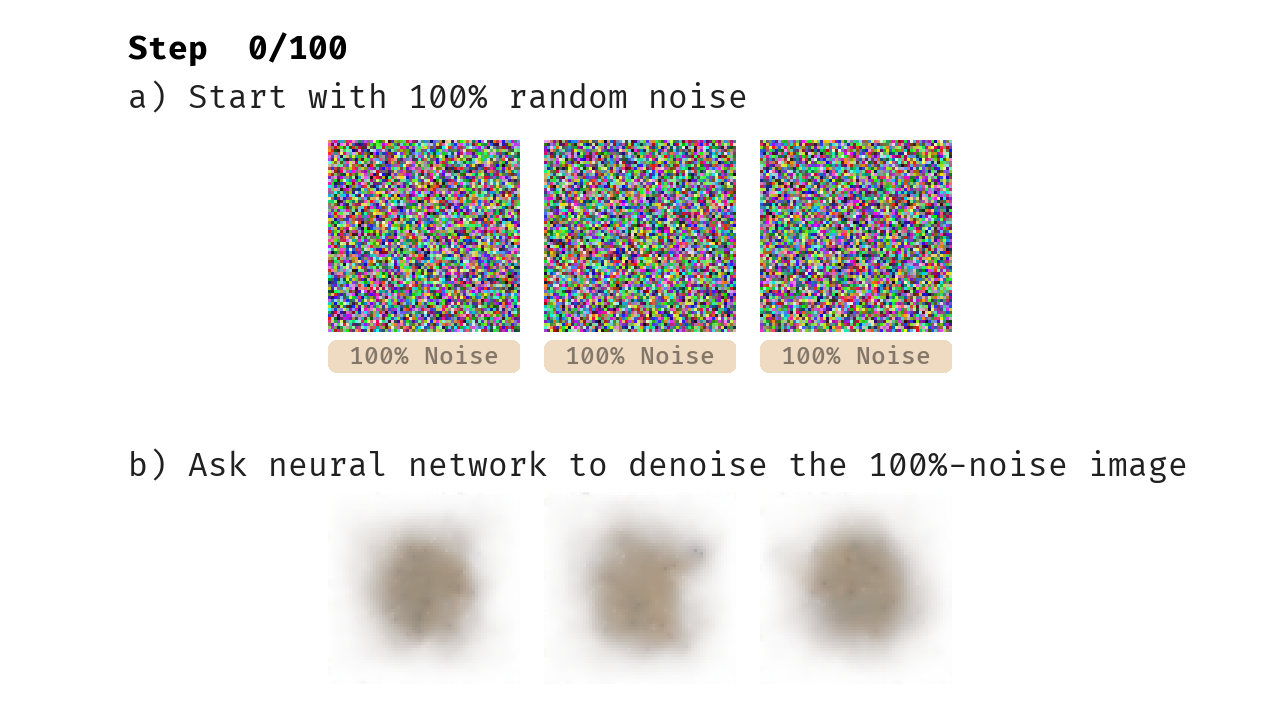 Step  0/100
a) Start with 100% random noise
100% Noise 100% Noise 100% Noise
b) Ask neural network to denoise the 100%-noise image